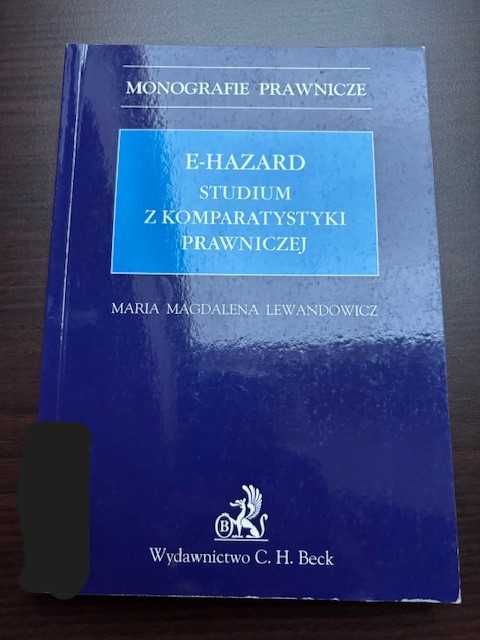 MONOGRAFIE PRAWNICZE
E-HAZARD
STUDIUM
Z KOMPARATYSTYKI
PRAWNICZEJ
MARIA MAGDALENA LEWANDOWICZ
B
Wydawnictwo C. H. Beck